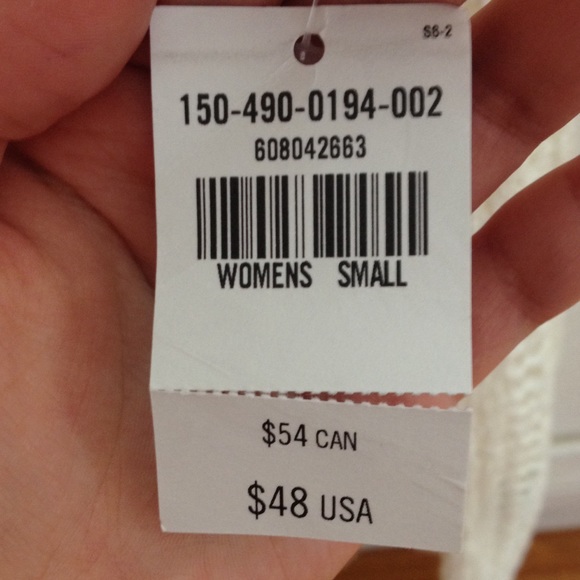 S6-2
150-490-0194-002
608042663
WOMENS SMALL
$54 CAN
$48 USA